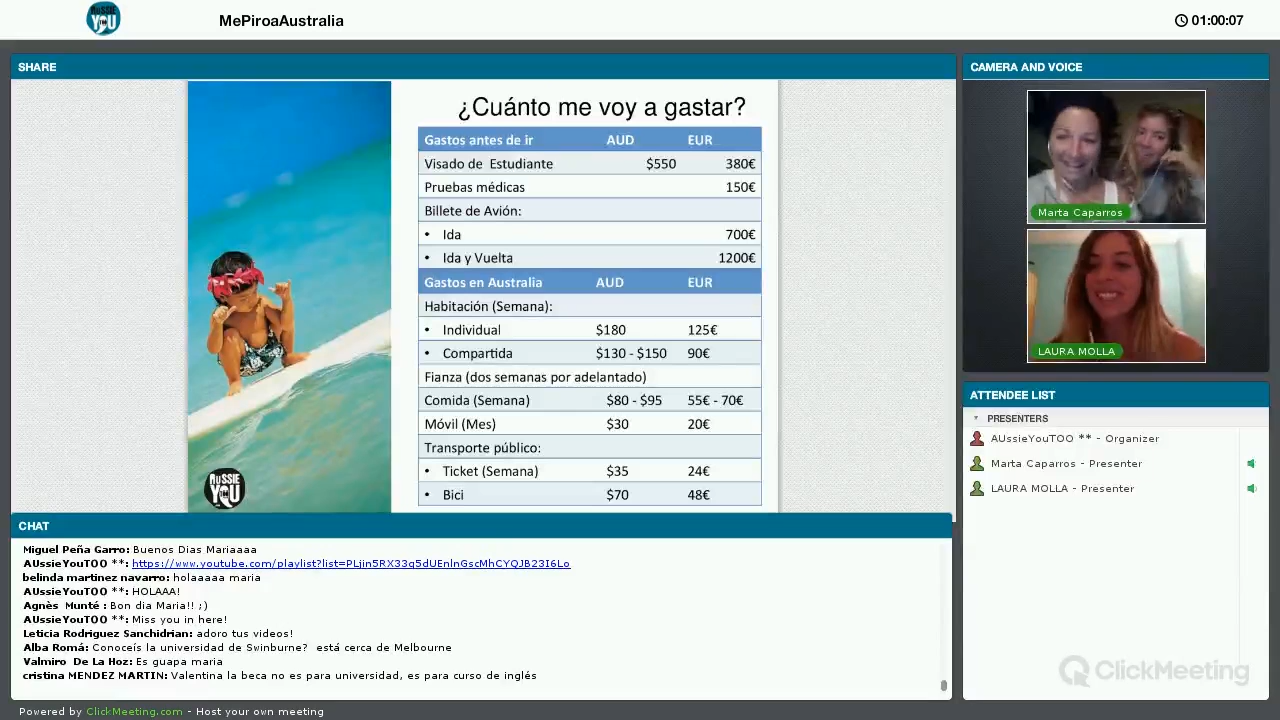 AUSSIE YOU TOO
MePiroaAustralia
01:00:07
SHARE
¿Cuánto me voy a gastar?
Gastos antes de ir AUD EUR
Visado de Estudiante $550 380€
Pruebas médicas 150€
Billete de Avión:
• Ida 700€
• Ida y Vuelta 1200€
Gastos en Australia AUD EUR
Habitación (Semana):
• Individual $180 125€
• Compartida $130 - $150 90€
Fianza (dos semanas por adelantado)
Comida (Semana) $80 - $95 55€ - 70€
Móvil (Mes) $30 20€
Transporte público:
• Ticket (Semana) $35 24€
• Bici $70 48€
AUSSIE YOU
CAMERA AND VOICE
Marta Caparros
LAURA MOLLA
ATTENDEE LIST
PRESENTERS
AUssieYouTOO ** - Organizer
Marta Caparros - Presenter
LAURA MOLLA - Presenter
ClickMeeting
CHAT
Miguel Peña Garro: Buenos Dias Mariaaaa
AUssieYouTOO **: https://www.youtube.com/playlist?list=PLjin5RX33q5dUEnlnGscMhCYQJB23I6Lo
belinda martinez navarro: holaaaaa maria
AUssieYouTOO **: HOLAAA!
Agnès Munté : Bon dia Maria!! ;)
AUssieYouTOO **: Miss you in here!
Leticia Rodriguez Sanchidrian: adoro tus videos!
Alba Romá: Conoceís la universidad de Swinburne? está cerca de Melbourne
Valmiro De La Hoz: Es guapa maria
cristina MENDEZ MARTIN: Valentina la beca no es para universidad, es para curso de inglés
Powered by ClickMeeting.com - Host your own meeting